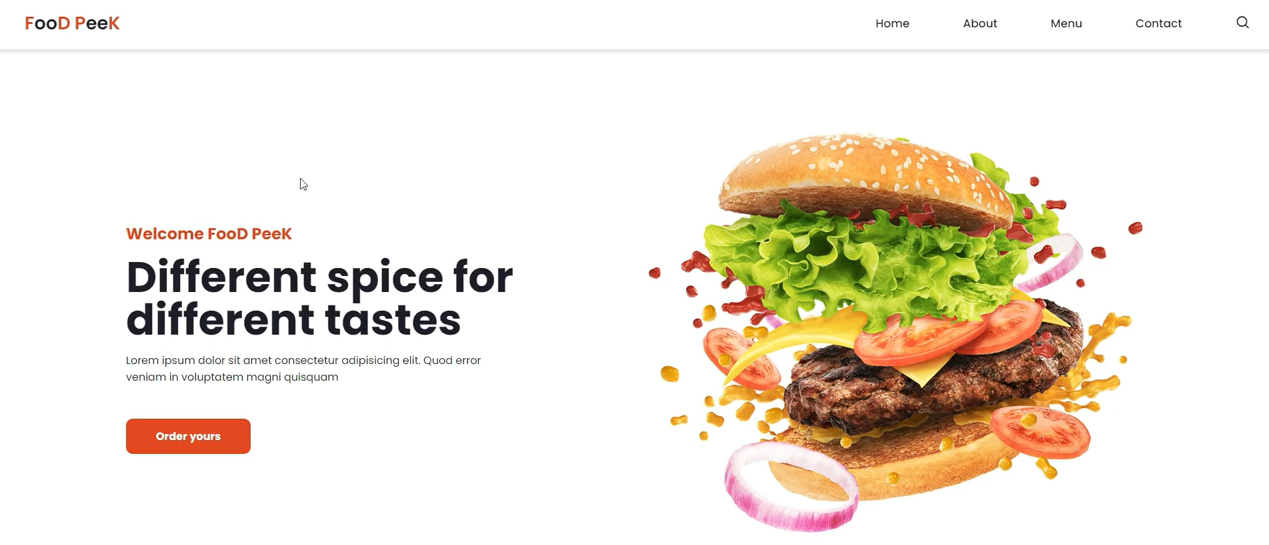 FooD PeeK
Home
About
Menu
Contact
Welcome FooD PeeK
Different spice for
different tastes
Lorem ipsum dolor sit amet consectetur adipisicing elit. Quod error
veniam in voluptatem magni quisquam
Order yours